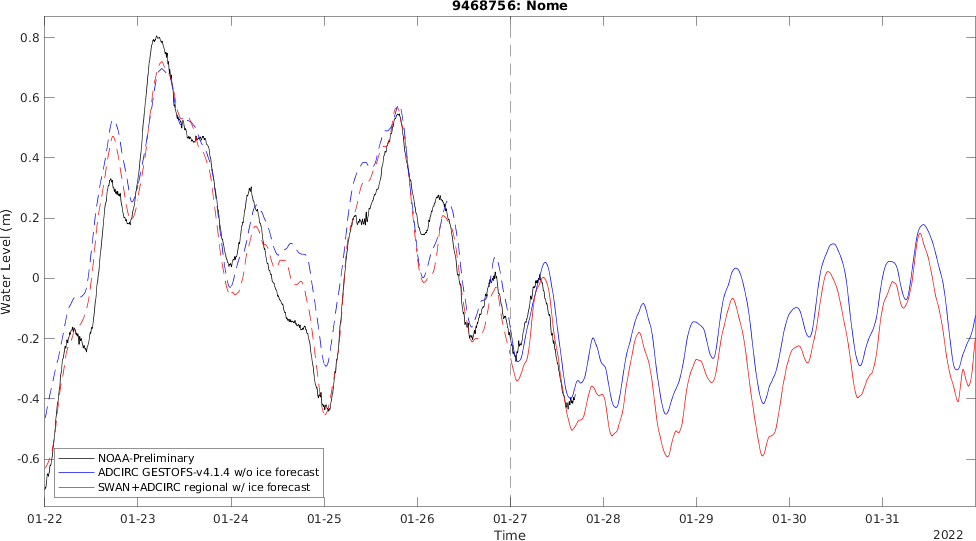 9468756: Nome
0.8
0.6
0.4
0.2
0
-0.2
-0.4
-0.6
Water Level (m)
NOAA-Preliminary
ADCIRC GESTOFS-v4.1.4 w/o ice forecast
SWAN+ADCIRC regional w/ ice forecast
01-22 01-23 01-24 01-25 01-26 01-27 01-28 01-29 01-30 01-31
Time
2022